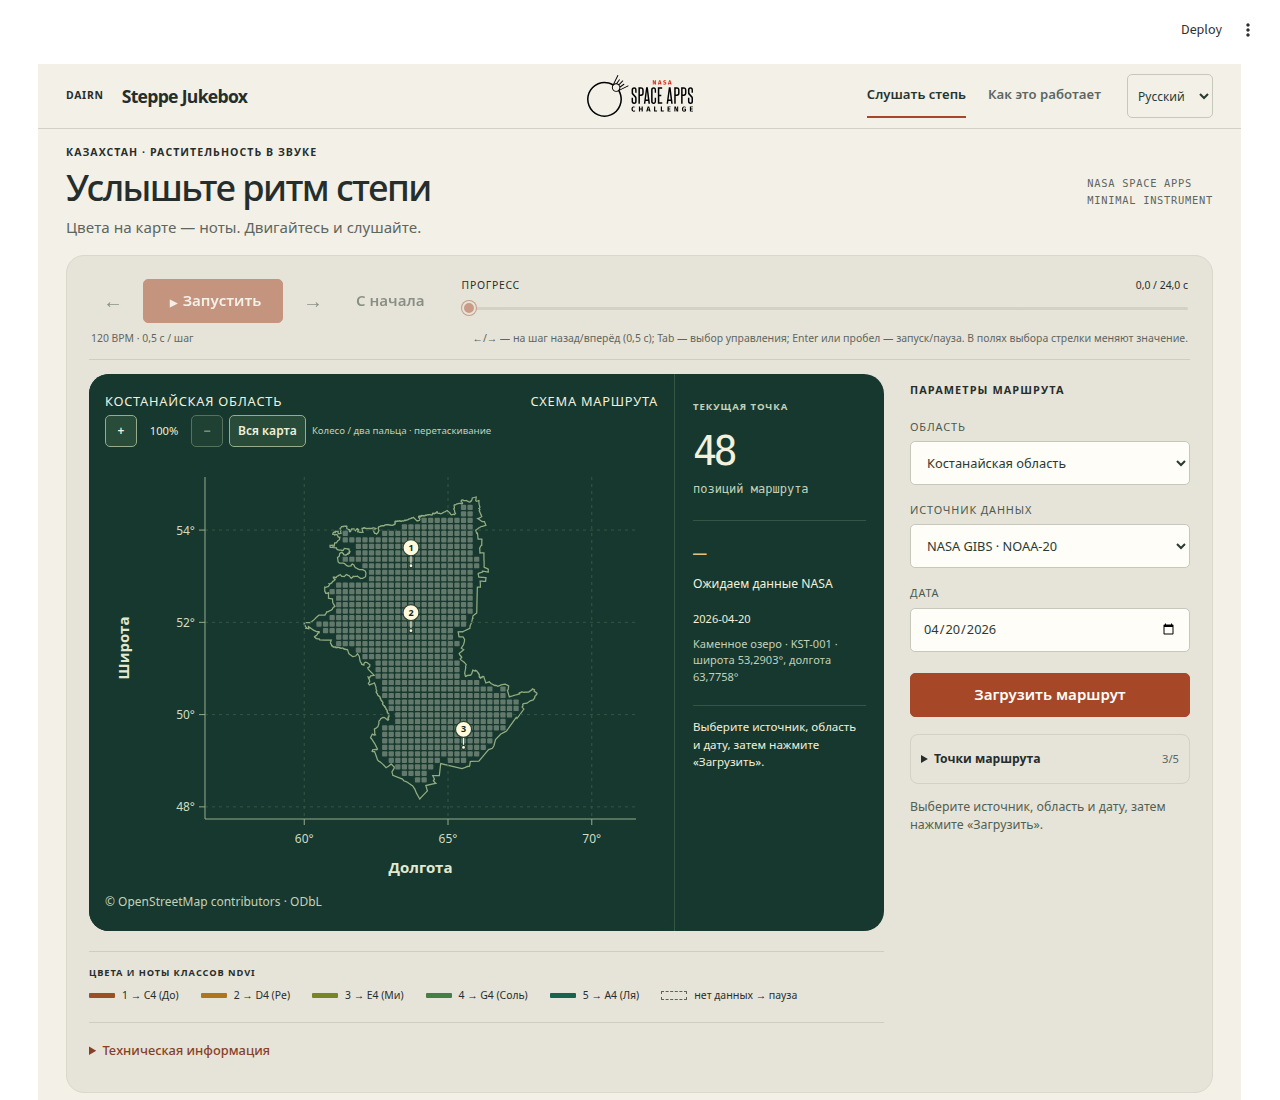 Deploy
DAIRN
Steppe Jukebox
NASA
SPACE APPS
CHALLENGE
Слушать степь
Как это работает
Русский
КАЗАХСТАН · РАСТИТЕЛЬНОСТЬ В ЗВУКЕ
Услышьте ритм степи
Цвета на карте — ноты. Двигайтесь и слушайте.
NASA SPACE APPS
MINIMAL INSTRUMENT
←
▶ Запустить
→
С начала
ПРОГРЕСС
0,0 / 24,0 с
120 BPM · 0,5 с / шаг
←/→ — на шаг назад/вперёд (0,5 с); Tab — выбор управления; Enter или пробел — запуск/пауза. В полях выбора стрелки меняют значение.
КОСТАНАЙСКАЯ ОБЛАСТЬ
СХЕМА МАРШРУТА
+
100%
−
Вся карта
Колесо / два пальца · перетаскивание
54°
52°
50°
48°
60°
65°
70°
Широта
Долгота
1
2
3
© OpenStreetMap contributors · ODbL
ТЕКУЩАЯ ТОЧКА
48
позиций маршрута
—
Ожидаем данные NASA
2026-04-20
Каменное озеро · KST-001 ·
широта 53,2903°, долгота
63,7758°
Выберите источник, область
и дату, затем нажмите
«Загрузить».
ПАРАМЕТРЫ МАРШРУТА
ОБЛАСТЬ
Костанайская область
ИСТОЧНИК ДАННЫХ
NASA GIBS · NOAA-20
ДАТА
04/20/2026
Загрузить маршрут
▶ Точки маршрута
3/5
Выберите источник, область и дату, затем
нажмите «Загрузить».
ЦВЕТА И НОТЫ КЛАССОВ NDVI
1 → C4 (До)
2 → D4 (Ре)
3 → E4 (Ми)
4 → G4 (Соль)
5 → A4 (Ля)
нет данных → пауза
▶ Техническая информация